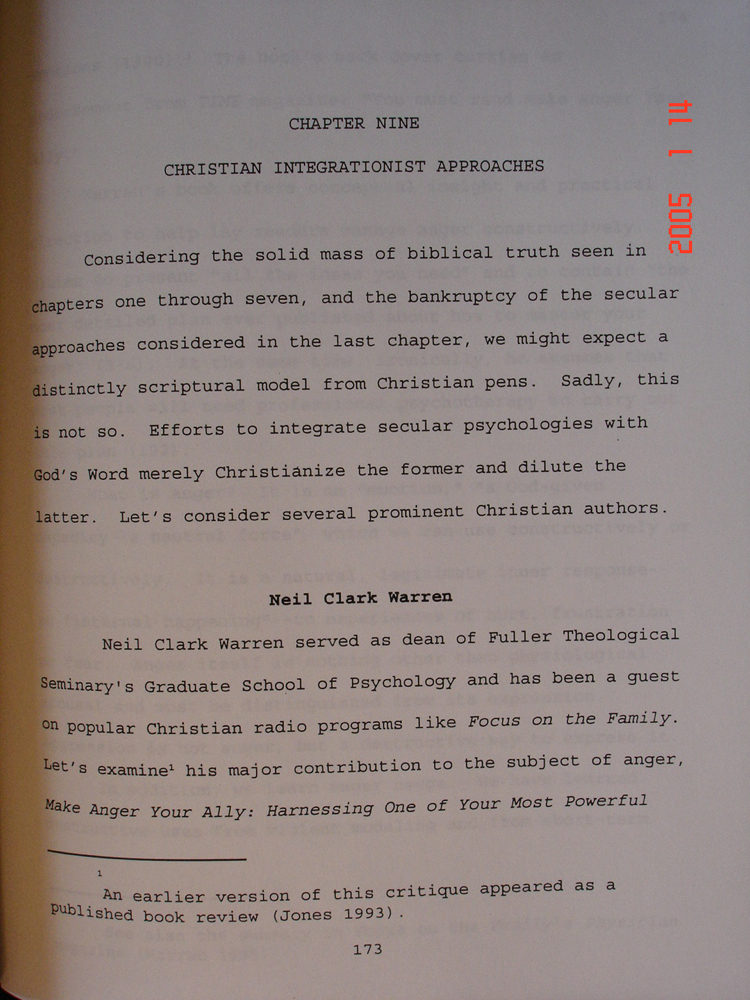 CHAPTER NINE
CHRISTIAN INTEGRATIONIST APPROACHES
Considering the solid mass of biblical truth seen in
chapters one through seven, and the bankruptcy of the secular
approaches considered in the last chapter, we might expect a
distinctly scriptural model from Christian pens.  Sadly, this
is not so.  Efforts to integrate secular psychologies with
God's Word merely Christianize the former and dilute the
latter.  Let's consider several prominent Christian authors.
Neil Clark Warren
Neil Clark Warren served as dean of Fuller Theological
Seminary's Graduate School of Psychology and has been a guest
on popular Christian radio programs like Focus on the Family.
Let's examine¹ his major contribution to the subject of anger,
Make Anger Your Ally: Harnessing One of Your Most Powerful
1
An earlier version of this critique appeared as a
published book review (Jones 1993).
173
2005 1 14